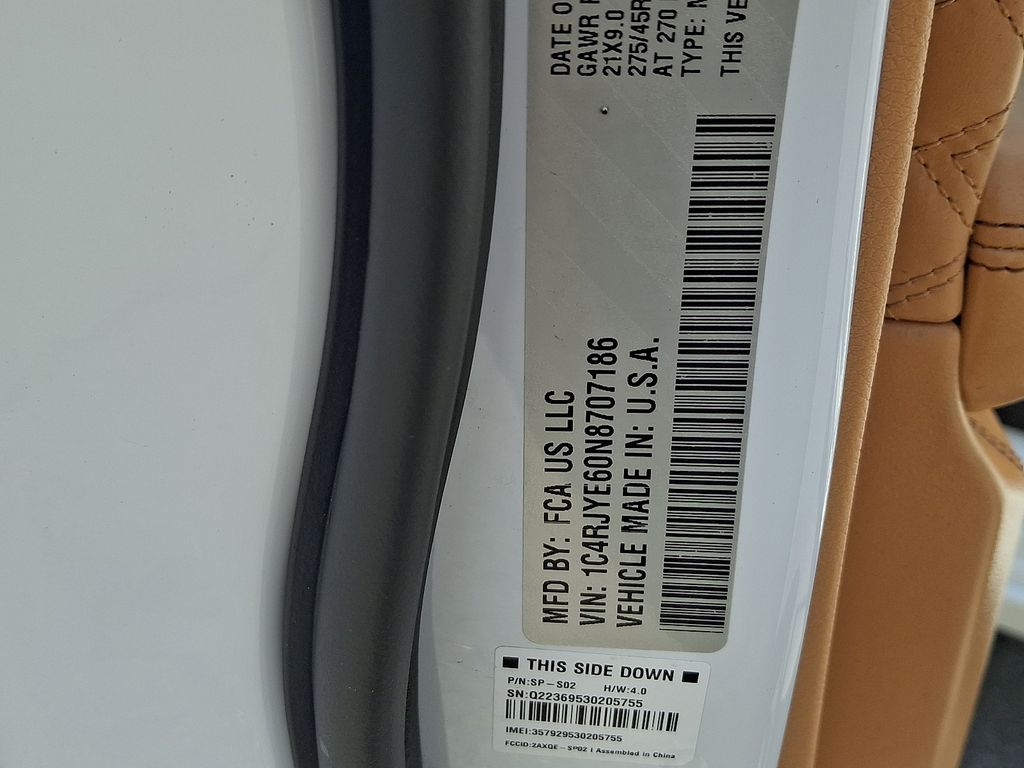 MFD BY: FCA US LLC
VIN: 1C4RJYE60N8707186
VEHICLE MADE IN: U.S.A.
DATE O
GAWR
21X9.0
275/45R
AT 270
TYPE:
THIS VE
THIS SIDE DOWN
P/N:SP-S02 H/W:4.0
SN:Q22369530205755
IMEI:357929530205755
FCCID:2AXQE-SP02 | Assembled in China